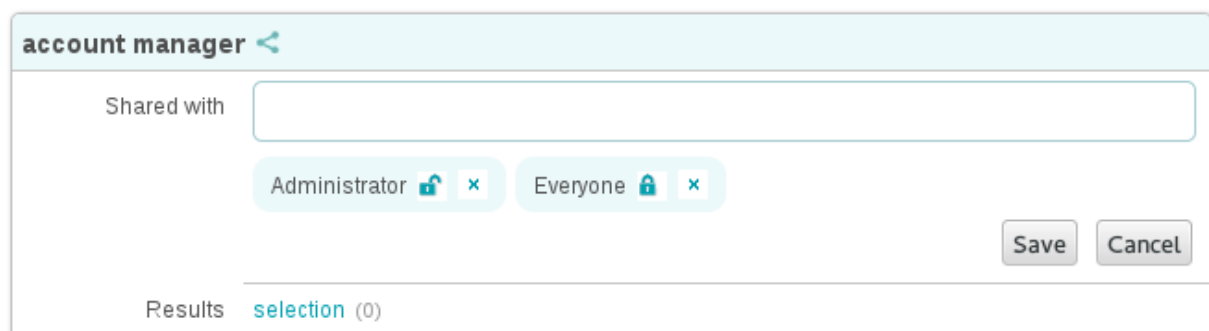 account manager
Shared with
Administrator Everyone
Save Cancel
Results selection (0)